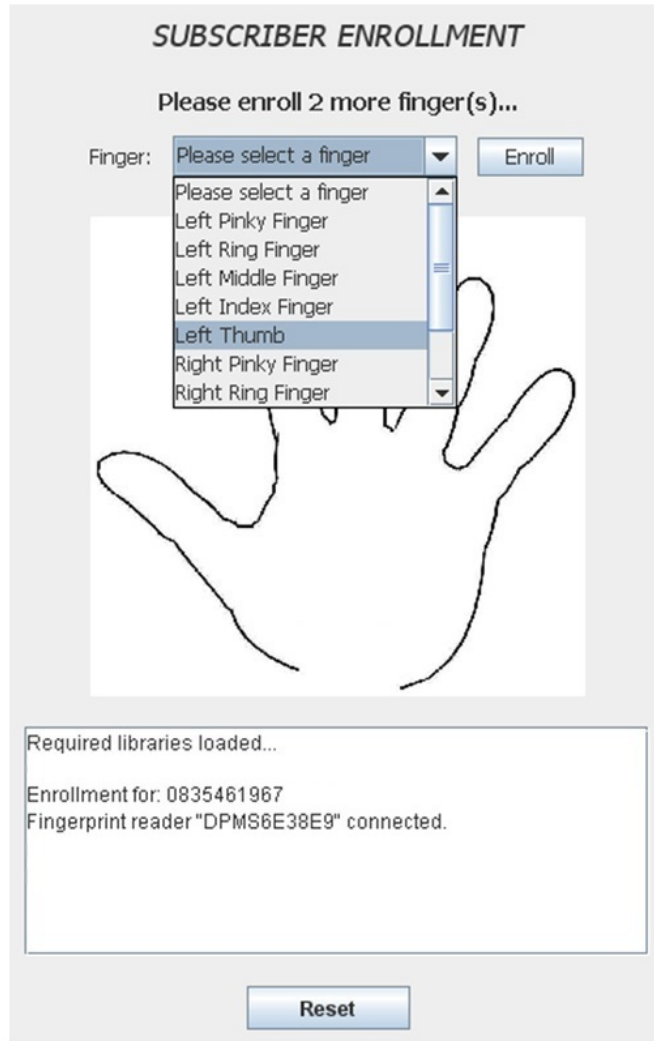 SUBSCRIBER ENROLLMENT
Please enroll 2 more finger(s)...
Finger: Please select a finger Enroll
Please select a finger
Left Pinky Finger
Left Ring Finger
Left Middle Finger
Left Index Finger
Left Thumb
Right Pinky Finger
Right Ring Finger
Required libraries loaded...
Enrollment for: 0835461967
Fingerprint reader "DPMS6E38E9" connected.
Reset